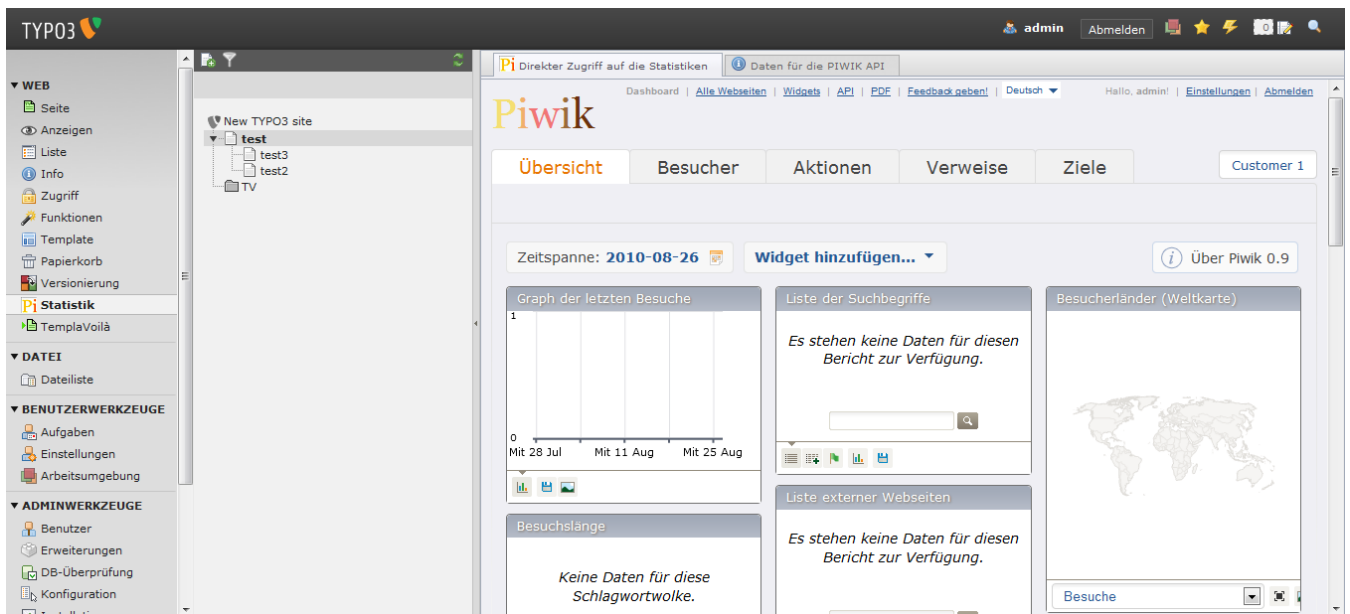 TYPO3
admin
Abmelden
0
WEB
Seite
Anzeigen
Liste
Info
Zugriff
Funktionen
Template
Papierkorb
Versionierung
Pi Statistik
TemplaVoilà
DATEI
Dateiliste
BENUTZERWERKZEUGE
Aufgaben
Einstellungen
Arbeitsumgebung
ADMINWERKZEUGE
Benutzer
Erweiterungen
DB-Überprüfung
Konfiguration
New TYPO3 site
test
test3
test2
TV
Pi Direkter Zugriff auf die Statistiken
Daten für die PIWIK API
Piwik
Dashboard | Alle Webseiten | Widgets | API | PDF | Feedback geben! | Deutsch
Hallo, admin! | Einstellungen | Abmelden
Übersicht
Besucher
Aktionen
Verweise
Ziele
Customer 1
Zeitspanne: 2010-08-26
Widget hinzufügen...
Über Piwik 0.9
Graph der letzten Besuche
1
0
Mit 28 Jul
Mit 11 Aug
Mit 25 Aug
Besuchslänge
Keine Daten für diese
Schlagwortwolke.
Liste der Suchbegriffe
Es stehen keine Daten für diesen
Bericht zur Verfügung.
Liste externer Webseiten
Es stehen keine Daten für diesen
Bericht zur Verfügung.
Besucherländer (Weltkarte)
Besuche